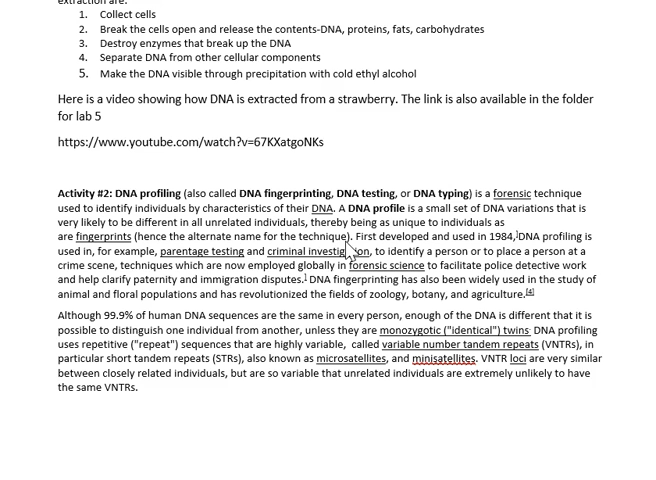 extraction are:
1. Collect cells
2. Break the cells open and release the contents-DNA, proteins, fats, carbohydrates
3. Destroy enzymes that break up the DNA
4. Separate DNA from other cellular components
5. Make the DNA visible through precipitation with cold ethyl alcohol
Here is a video showing how DNA is extracted from a strawberry. The link is also available in the folder
for lab 5
https://www.youtube.com/watch?v=67KXatgoNKs
Activity #2: DNA profiling (also called DNA fingerprinting, DNA testing, or DNA typing) is a forensic technique
used to identify individuals by characteristics of their DNA. A DNA profile is a small set of DNA variations that is
very likely to be different in all unrelated individuals, thereby being as unique to individuals as
are fingerprints (hence the alternate name for the technique). First developed and used in 1984, DNA profiling is
used in, for example, parentage testing and criminal investigation, to identify a person or to place a person at a
crime scene, techniques which are now employed globally in forensic science to facilitate police detective work
and help clarify paternity and immigration disputes. DNA fingerprinting has also been widely used in the study of
animal and floral populations and has revolutionized the fields of zoology, botany, and agriculture.[4]
Although 99.9% of human DNA sequences are the same in every person, enough of the DNA is different that it is
possible to distinguish one individual from another, unless they are monozygotic ("identical") twins DNA profiling
uses repetitive ("repeat") sequences that are highly variable, called variable number tandem repeats (VNTRs), in
particular short tandem repeats (STRs), also known as microsatellites, and minisatellites. VNTR loci are very similar
between closely related individuals, but are so variable that unrelated individuals are extremely unlikely to have
the same VNTRs.